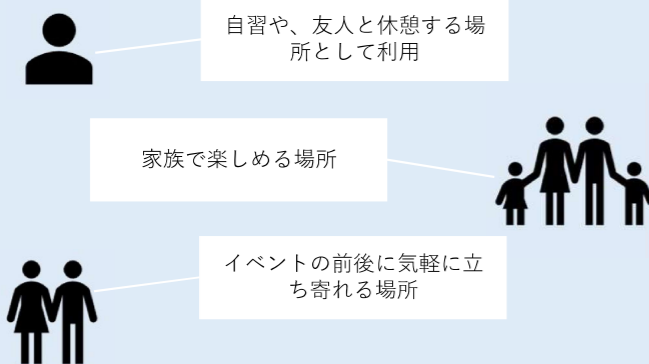 自習や、友人と休憩する場
所として利用
家族で楽しめる場所
イベントの前後に気軽に立
ち寄れる場所